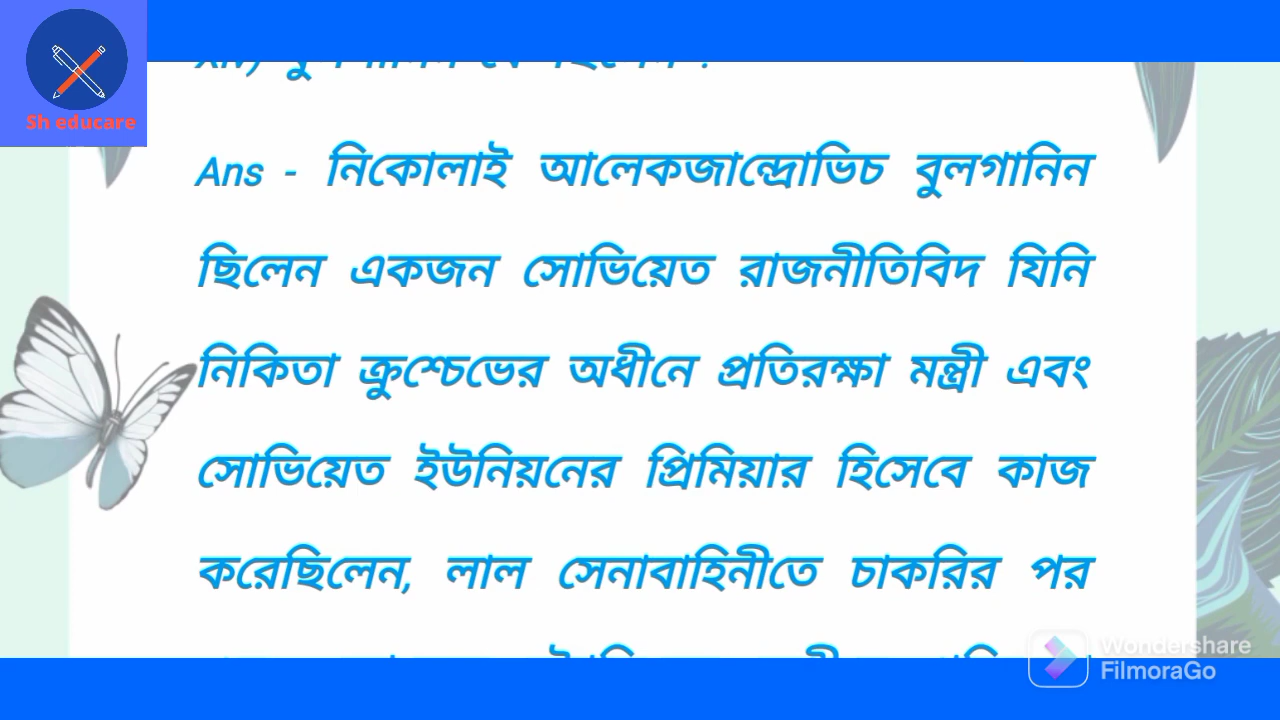 Sh educare
Ans - নিকোলাই আলেকজান্দ্রোভিচ বুলগানিন
ছিলেন একজন সোভিয়েত রাজনীতিবিদ যিনি
নিকিতা ক্রুশ্চেভের অধীনে প্রতিরক্ষা মন্ত্রী এবং
সোভিয়েত ইউনিয়নের প্রিমিয়ার হিসেবে কাজ
করেছিলেন, লাল সেনাবাহিনীতে চাকরির পর
Wondershare
FilmoraGo